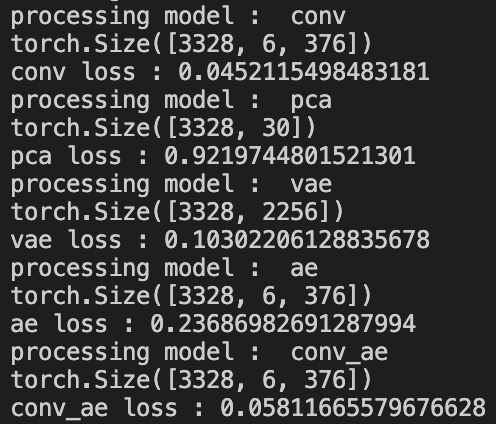 processing model :  conv
torch.Size([3328, 6, 376])
conv loss : 0.0452115498483181
processing model :  pca
torch.Size([3328, 30])
pca loss : 0.9219744801521301
processing model :  vae
torch.Size([3328, 2256])
vae loss : 0.10302206128835678
processing model :  ae
torch.Size([3328, 6, 376])
ae loss : 0.23686982691287994
processing model :  conv_ae
torch.Size([3328, 6, 376])
conv_ae loss : 0.05811665579676628